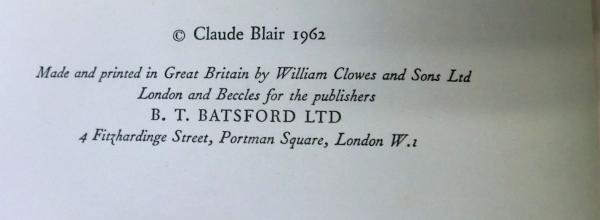 © Claude Blair 1962
Made and printed in Great Britain by William Clowes and Sons Ltd
London and Beccles for the publishers
B. T. BATSFORD LTD
4 Fitzhardinge Street, Portman Square, London W.1